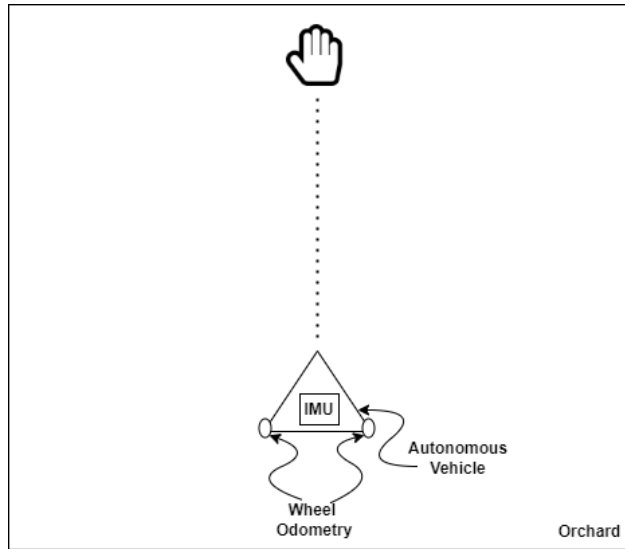 IMU
Autonomous
Vehicle
Wheel
Odometry
Orchard